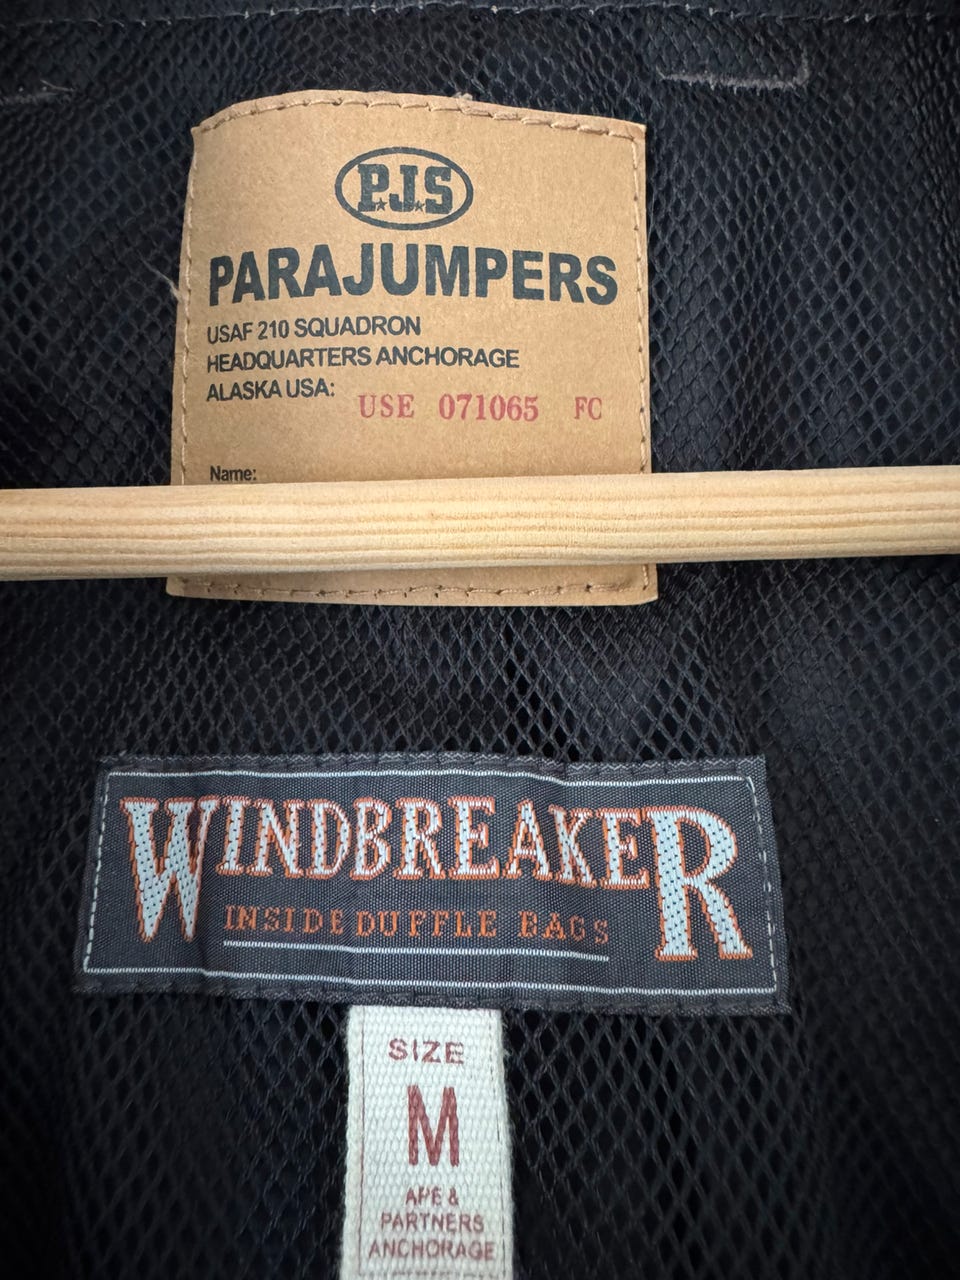 P.J.S
PARAJUMPERS
USAF 210 SQUADRON
HEADQUARTERS ANCHORAGE
ALASKA USA:
USE 071065 FC
Name:
WINDBREAKER
INSIDE DUFFLE BAGS
SIZE
M
APE &
PARTNERS
ANCHORAGE